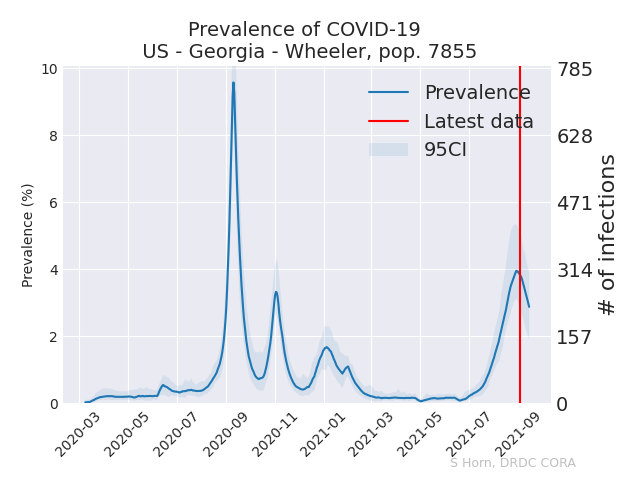 Prevalence of COVID-19
US - Georgia - Wheeler, pop. 7855
Prevalence (%)
10
8
6
4
2
0
785
628
471
314
157
0
# of infections
Prevalence
Latest data
95CI
2020-03
2020-05
2020-07
2020-09
2020-11
2021-01
2021-03
2021-05
2021-07
2021-09
S Horn, DRDC CORA